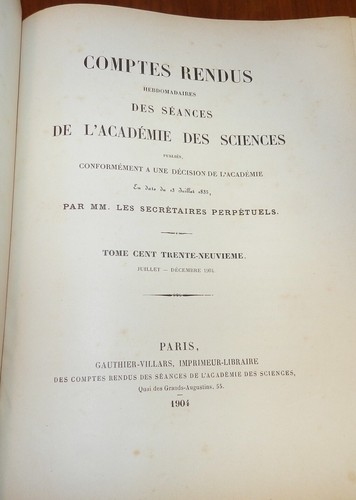 COMPTES RENDUS
HEBDOMADAIRES
DES SÉANCES
DE L'ACADÉMIE DES SCIENCES
PUBLIÉS,
CONFORMÉMENT A UNE DÉCISION DE L'ACADÉMIE
En date du 13 Juillet 1835,
PAR MM. LES SECRÉTAIRES PERPÉTUELS.
TOME CENT TRENTE-NEUVIÈME.
JUILLET — DÉCEMBRE 1904.
PARIS,
GAUTHIER-VILLARS, IMPRIMEUR-LIBRAIRE
DES COMPTES RENDUS DES SÉANCES DE L'ACADÉMIE DES SCIENCES,
Quai des Grands-Augustins, 55.
1904